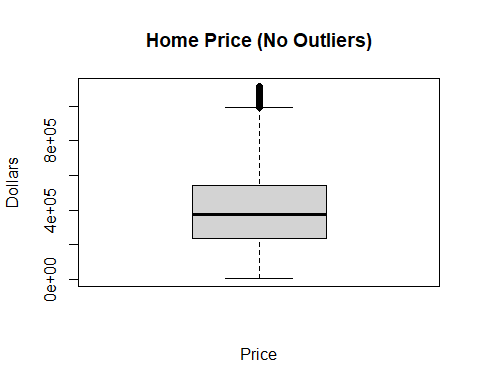 Home Price (No Outliers)
Dollars
8e+05
4e+05
0e+00
Price